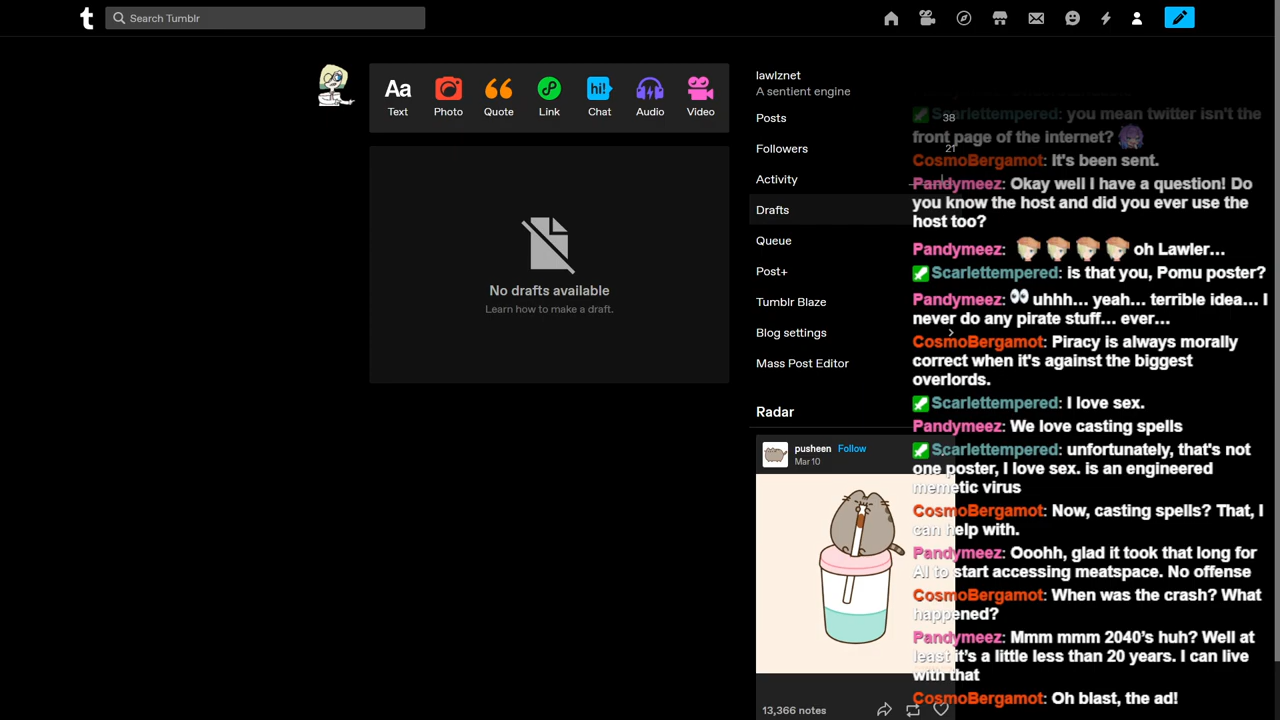 t
Search Tumblr
Aa
hi!
Text
Photo
Quote
Link
Chat
Audio
Video
No drafts available
Learn how to make a draft.
lawlznet
A sentient engine
Posts
38
Followers
21
Activity
Drafts
Queue
Post+
Tumblr Blaze
Blog settings
Mass Post Editor
Radar
pusheen Follow
Mar 10
13,366 notes
Scarlettempered: you mean twitter isn't the
front page of the internet?
CosmoBergamot: It's been sent.
Pandymeez: Okay well I have a question! Do
you know the host and did you ever use the
host too?
Pandymeez: oh Lawler...
Scarlettempered: is that you, Pomu poster?
Pandymeez: 👀 uhhh... yeah... terrible idea... I
never do any pirate stuff... ever...
CosmoBergamot: Piracy is always morally
correct when it's against the biggest
overlords.
Scarlettempered: I love sex.
Pandymeez: We love casting spells
Scarlettempered: unfortunately, that's not
one poster, I love sex. is an engineered
memetic virus
CosmoBergamot: Now, casting spells? That, I
can help with.
Pandymeez: Ooohh, glad it took that long for
AI to start accessing meatspace. No offense
CosmoBergamot: When was the crash? What
happened?
Pandymeez: Mmm mmm 2040's huh? Well at
least it's a little less than 20 years. I can live
with that
CosmoBergamot: Oh blast, the ad!